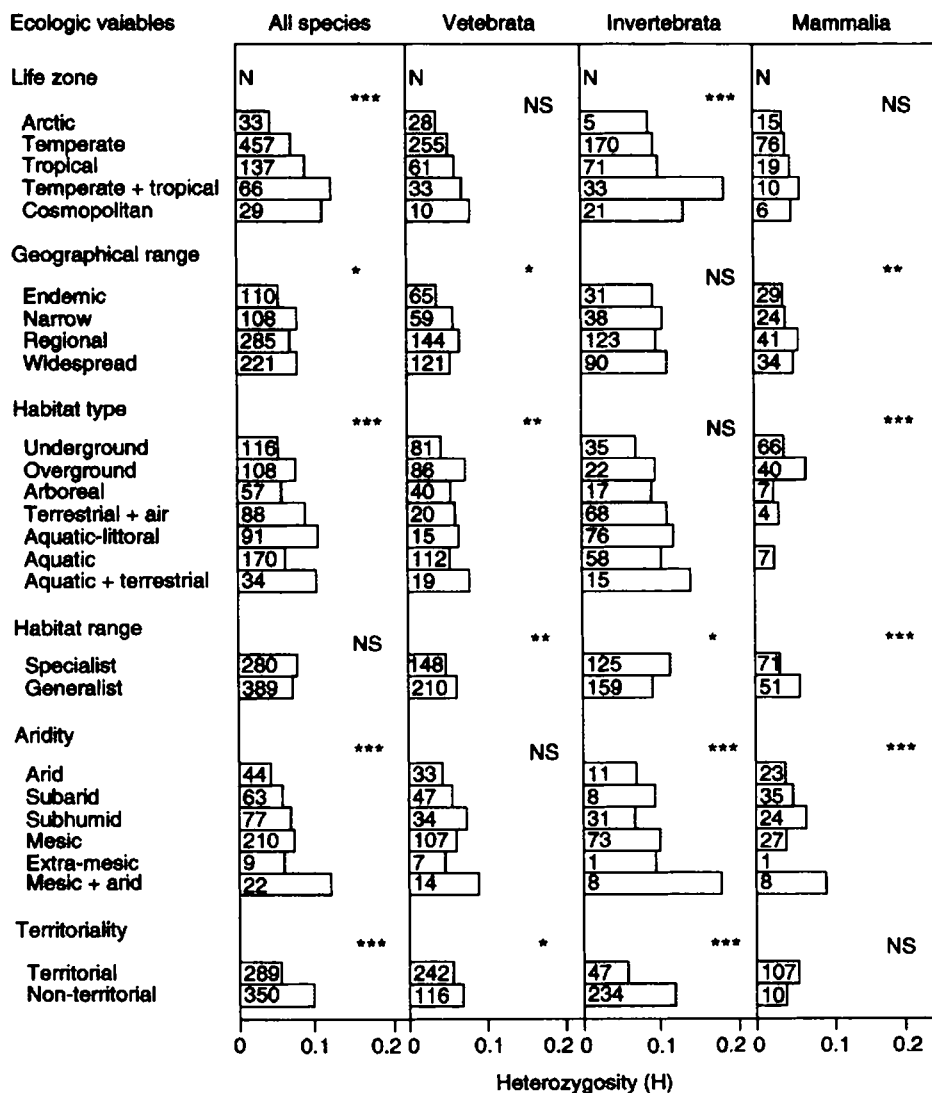 Ecologic vaiables All species Vetebrata Invertebrata Mammalia
Life zone N N N N
*** NS *** NS
Arctic 33 28 5 15
Temperate 457 255 170 76
Tropical 137 61 71 19
Temperate + tropical 66 33 33 10
Cosmopolitan 29 10 21 6
Geographical range
* * NS **
Endemic 110 65 31 29
Narrow 108 59 38 24
Regional 285 144 123 41
Widespread 221 121 90 34
Habitat type
*** ** NS ***
Underground 116 81 35 66
Overground 108 86 22 40
Arboreal 57 40 17 7
Terrestrial + air 88 20 68 4
Aquatic-littoral 91 15 76
Aquatic 170 112 58 7
Aquatic + terrestrial 34 19 15
Habitat range
NS ** * ***
Specialist 280 148 125 71
Generalist 389 210 159 51
Aridity
*** NS *** ***
Arid 44 33 11 23
Subarid 63 47 8 35
Subhumid 77 34 31 24
Mesic 210 107 73 27
Extra-mesic 9 7 1 1
Mesic + arid 22 14 8 8
Territoriality
*** * *** NS
Territorial 289 242 47 107
Non-territorial 350 116 234 10
0 0.1 0.2 0 0.1 0.2 0 0.1 0.2 0 0.1 0.2
Heterozygosity (H)